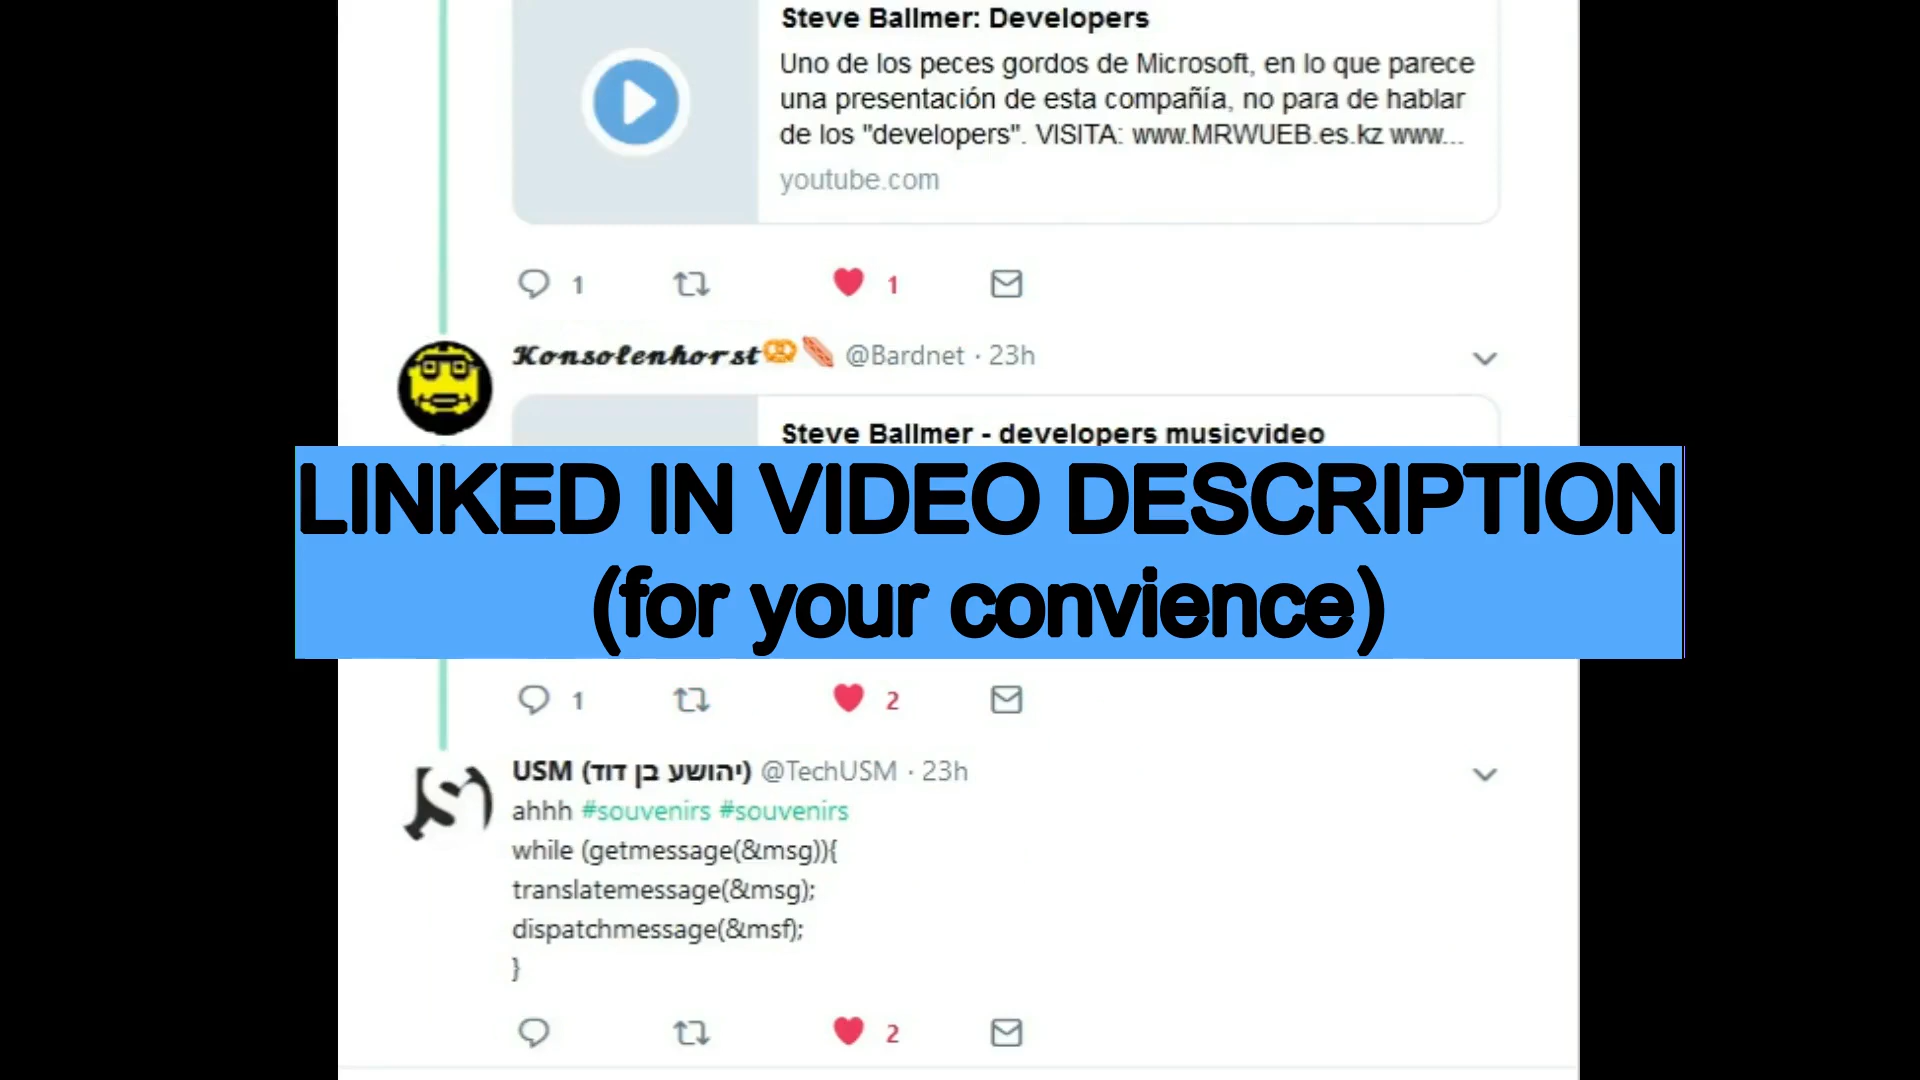 Steve Ballmer: Developers
Uno de los peces gordos de Microsoft, en lo que parece
una presentación de esta compañía, no para de hablar
de los "developers". VISITA: www.MRWUEB.es.kz www...
youtube.com
1 1
𝓚𝓸𝓷𝓼𝓸𝓵𝓮𝓷𝓱𝓸𝓻𝓼𝓽🥨🌭 @Bardnet · 23h
Steve Ballmer - developers musicvideo
LINKED IN VIDEO DESCRIPTION
(for your convience)
1 2
USM (יהושע בן דוד) @TechUSM · 23h
ahhh #souvenirs #souvenirs
while (getmessage(&msg)){
translatemessage(&msg);
dispatchmessage(&msf);
}
2